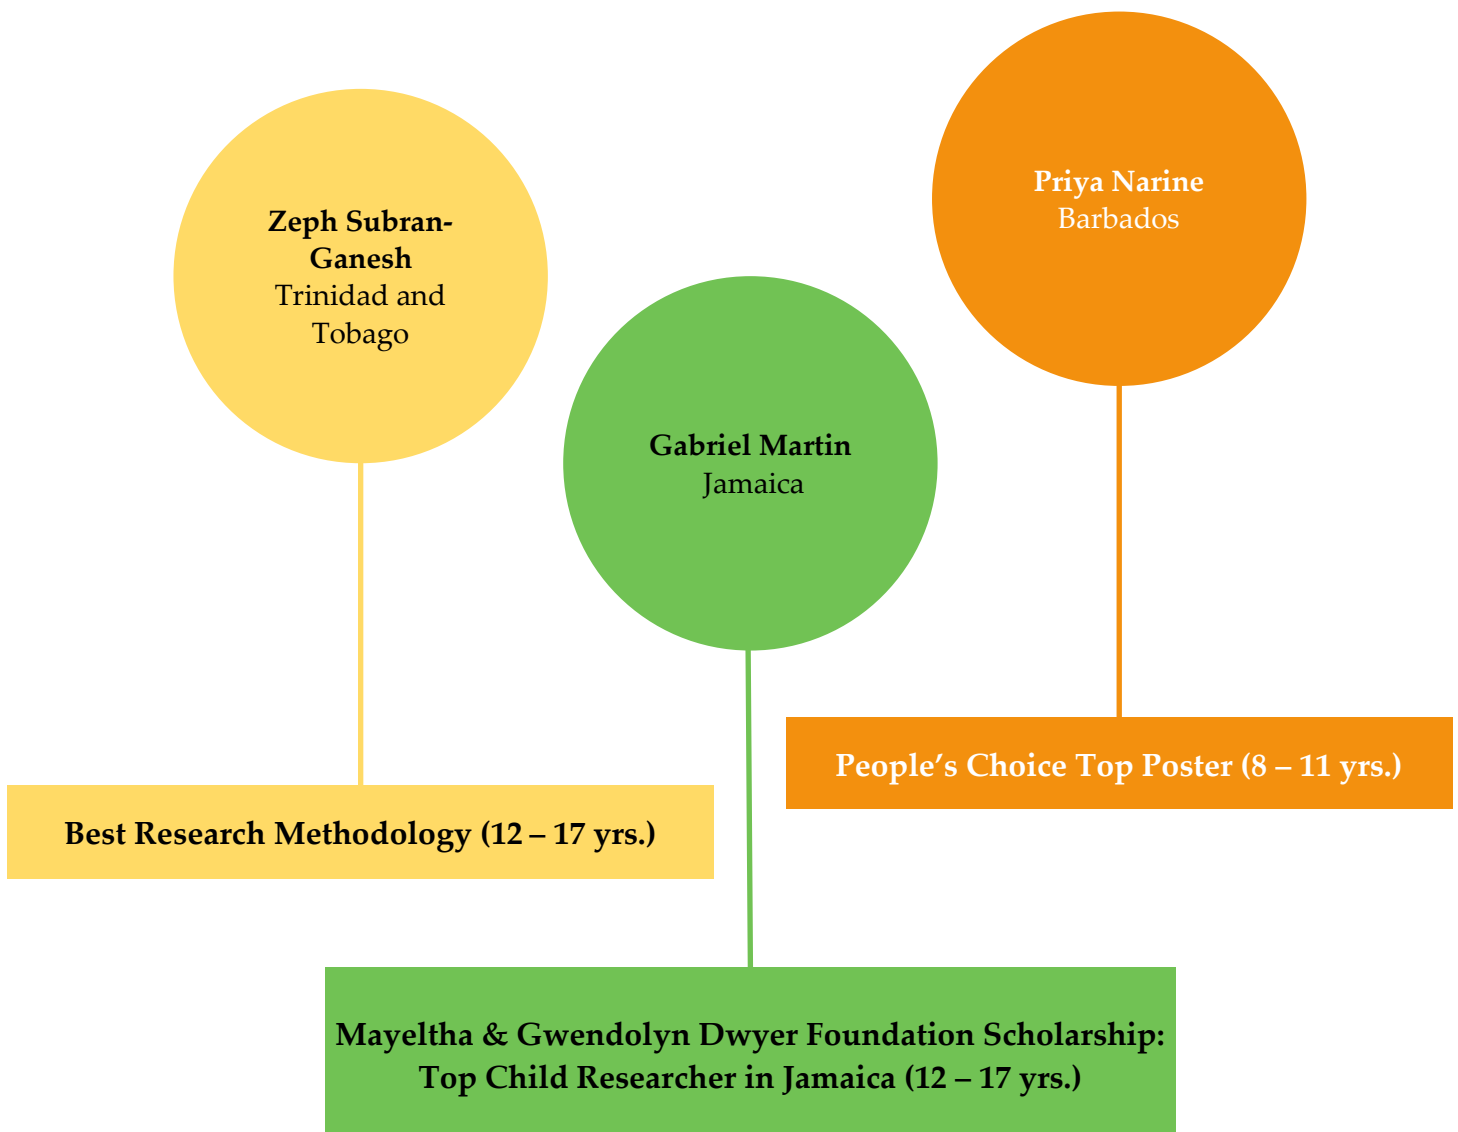 Priya Narine
Barbados
Zeph Subran-
Ganesh
Trinidad and
Tobago
Gabriel Martin
Jamaica
People’s Choice Top Poster (8 – 11 yrs.)
Best Research Methodology (12 – 17 yrs.)
Mayeltha & Gwendolyn Dwyer Foundation Scholarship:
Top Child Researcher in Jamaica (12 – 17 yrs.)